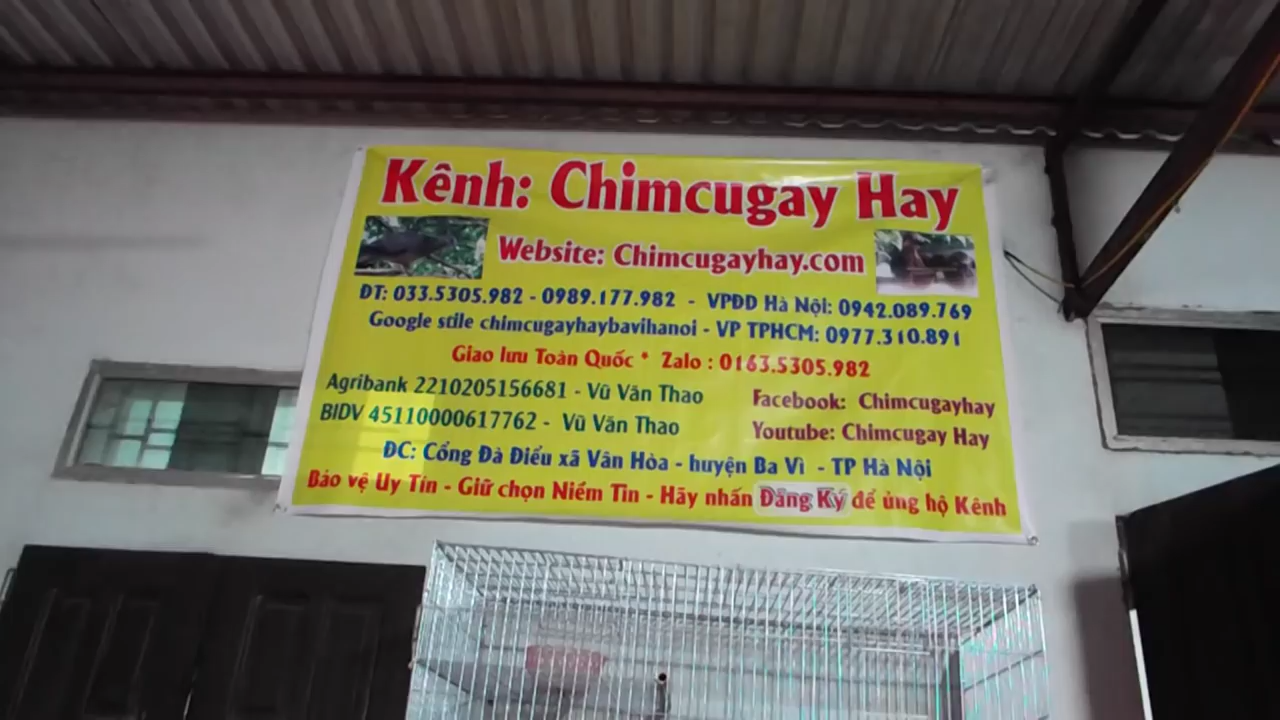 Kênh: Chimcugay Hay
Website: Chimcugayhay.com
ĐT: 033.5305.982 - 0989.177.982 - VPĐD Hà Nội: 0942.089.769
Google stile chimcugayhaybavihanoi - VP TPHCM: 0977.310.891
Giao lưu Toàn Quốc * Zalo : 0163.5305.982
Agribank 2210205156681 - Vũ Văn Thao
Facebook: Chimcugayhay
BIDV 45110000617762 - Vũ Văn Thao
Youtube: Chimcugay Hay
ĐC: Cổng Đà Điểu xã Vân Hòa - huyện Ba Vì - TP Hà Nội
Bảo vệ Uy Tín - Giữ chọn Niềm Tin - Hãy nhấn Đăng Ký để ủng hộ Kênh